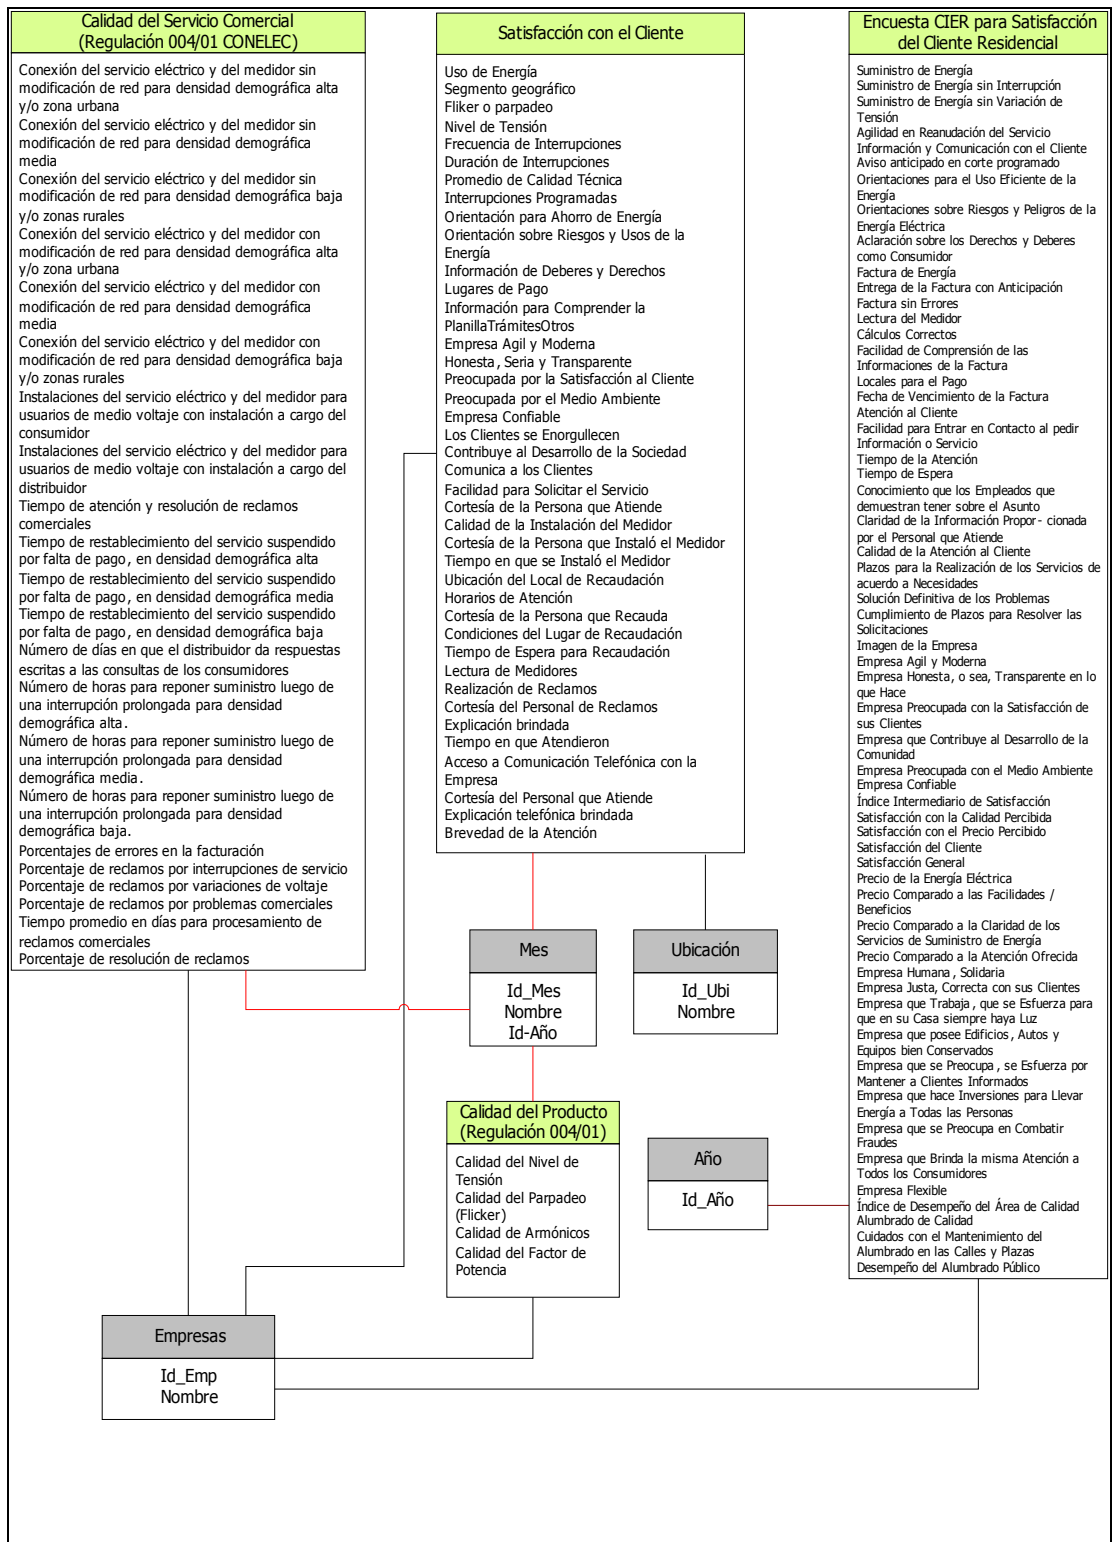 Calidad del Servicio Comercial
(Regulación 004/01 CONELEC)
Conexión del servicio eléctrico y del medidor sin
modificación de red para densidad demográfica alta
y/o zona urbana
Conexión del servicio eléctrico y del medidor sin
modificación de red para densidad demográfica
media
Conexión del servicio eléctrico y del medidor sin
modificación de red para densidad demográfica baja
y/o zonas rurales
Conexión del servicio eléctrico y del medidor con
modificación de red para densidad demográfica alta
y/o zona urbana
Conexión del servicio eléctrico y del medidor con
modificación de red para densidad demográfica
media
Conexión del servicio eléctrico y del medidor con
modificación de red para densidad demográfica baja
y/o zonas rurales
Instalaciones del servicio eléctrico y del medidor para
usuarios de medio voltaje con instalación a cargo del
consumidor
Instalaciones del servicio eléctrico y del medidor para
usuarios de medio voltaje con instalación a cargo del
distribuidor
Tiempo de atención y resolución de reclamos
comerciales
Tiempo de restablecimiento del servicio suspendido
por falta de pago, en densidad demográfica alta
Tiempo de restablecimiento del servicio suspendido
por falta de pago, en densidad demográfica media
Tiempo de restablecimiento del servicio suspendido
por falta de pago, en densidad demográfica baja
Número de días en que el distribuidor da respuestas
escritas a las consultas de los consumidores
Número de horas para reponer suministro luego de
una interrupción prolongada para densidad
demográfica alta.
Número de horas para reponer suministro luego de
una interrupción prolongada para densidad
demográfica media.
Número de horas para reponer suministro luego de
una interrupción prolongada para densidad
demográfica baja.
Porcentajes de errores en la facturación
Porcentaje de reclamos por interrupciones de servicio
Porcentaje de reclamos por variaciones de voltaje
Porcentaje de reclamos por problemas comerciales
Tiempo promedio en días para procesamiento de
reclamos comerciales
Porcentaje de resolución de reclamos
Satisfacción con el Cliente
Uso de Energía
Segmento geográfico
Fliker o parpadeo
Nivel de Tensión
Frecuencia de Interrupciones
Duración de Interrupciones
Promedio de Calidad Técnica
Interrupciones Programadas
Orientación para Ahorro de Energía
Orientación sobre Riesgos y Usos de la
Energía
Información de Deberes y Derechos
Lugares de Pago
Información para Comprender la
PlanillaTrámitesOtros
Empresa Agil y Moderna
Honesta, Seria y Transparente
Preocupada por la Satisfacción al Cliente
Preocupada por el Medio Ambiente
Empresa Confiable
Los Clientes se Enorgullecen
Contribuye al Desarrollo de la Sociedad
Comunica a los Clientes
Facilidad para Solicitar el Servicio
Cortesía de la Persona que Atiende
Calidad de la Instalación del Medidor
Cortesía de la Persona que Instaló el Medidor
Tiempo en que se Instaló el Medidor
Ubicación del Local de Recaudación
Horarios de Atención
Cortesía de la Persona que Recauda
Condiciones del Lugar de Recaudación
Tiempo de Espera para Recaudación
Lectura de Medidores
Realización de Reclamos
Cortesía del Personal de Reclamos
Explicación brindada
Tiempo en que Atendieron
Acceso a Comunicación Telefónica con la
Empresa
Cortesía del Personal que Atiende
Explicación telefónica brindada
Brevedad de la Atención
Encuesta CIER para Satisfacción
del Cliente Residencial
Suministro de Energía
Suministro de Energía sin Interrupción
Suministro de Energía sin Variación de
Tensión
Agilidad en Reanudación del Servicio
Información y Comunicación con el Cliente
Aviso anticipado en corte programado
Orientaciones para el Uso Eficiente de la
Energía
Orientaciones sobre Riesgos y Peligros de la
Energía Eléctrica
Aclaración sobre los Derechos y Deberes
como Consumidor
Factura de Energía
Entrega de la Factura con Anticipación
Factura sin Errores
Lectura del Medidor
Cálculos Correctos
Facilidad de Comprensión de las
Informaciones de la Factura
Locales para el Pago
Fecha de Vencimiento de la Factura
Atención al Cliente
Facilidad para Entrar en Contacto al pedir
Información o Servicio
Tiempo de la Atención
Tiempo de Espera
Conocimiento que los Empleados que
demuestran tener sobre el Asunto
Claridad de la Información Propor- cionada
por el Personal que Atiende
Calidad de la Atención al Cliente
Plazos para la Realización de los Servicios de
acuerdo a Necesidades
Solución Definitiva de los Problemas
Cumplimiento de Plazos para Resolver las
Solicitaciones
Imagen de la Empresa
Empresa Agil y Moderna
Empresa Honesta, o sea, Transparente en lo
que Hace
Empresa Preocupada con la Satisfacción de
sus Clientes
Empresa que Contribuye al Desarrollo de la
Comunidad
Empresa Preocupada con el Medio Ambiente
Empresa Confiable
Índice Intermediario de Satisfacción
Satisfacción con la Calidad Percibida
Satisfacción con el Precio Percibido
Satisfacción del Cliente
Satisfacción General
Precio de la Energía Eléctrica
Precio Comparado a las Facilidades /
Beneficios
Precio Comparado a la Claridad de los
Servicios de Suministro de Energía
Precio Comparado a la Atención Ofrecida
Empresa Humana, Solidaria
Empresa Justa, Correcta con sus Clientes
Empresa que Trabaja, que se Esfuerza para
que en su Casa siempre haya Luz
Empresa que posee Edificios, Autos y
Equipos bien Conservados
Empresa que se Preocupa, se Esfuerza por
Mantener a Clientes Informados
Empresa que hace Inversiones para Llevar
Energía a Todas las Personas
Empresa que se Preocupa en Combatir
Fraudes
Empresa que Brinda la misma Atención a
Todos los Consumidores
Empresa Flexible
Índice de Desempeño del Área de Calidad
Alumbrado de Calidad
Cuidados con el Mantenimiento del
Alumbrado en las Calles y Plazas
Desempeño del Alumbrado Público
Mes
Id_Mes
Nombre
Id-Año
Ubicación
Id_Ubi
Nombre
Calidad del Producto
(Regulación 004/01)
Calidad del Nivel de
Tensión
Calidad del Parpadeo
(Flicker)
Calidad de Armónicos
Calidad del Factor de
Potencia
Año
Id_Año
Empresas
Id_Emp
Nombre